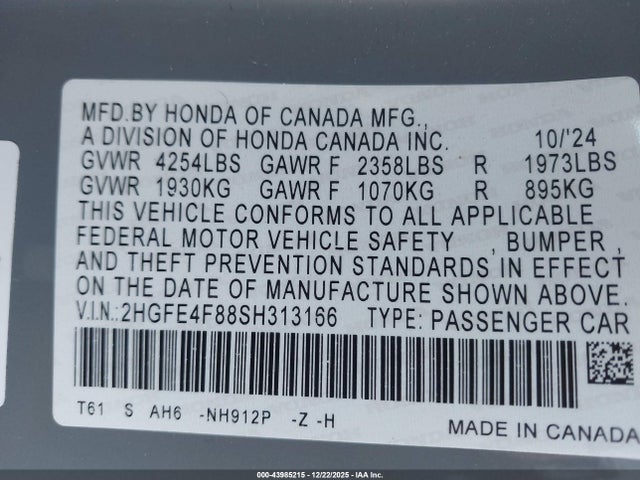 MFD.BY HONDA OF CANADA MFG.,
A DIVISION OF HONDA CANADA INC. 10/'24
GVWR 4254LBS GAWR F 2358LBS R 1973LBS
GVWR 1930KG GAWR F 1070KG R 895KG
THIS VEHICLE CONFORMS TO ALL APPLICABLE
FEDERAL MOTOR VEHICLE SAFETY , BUMPER ,
AND THEFT PREVENTION STANDARDS IN EFFECT
ON THE DATE OF MANUFACTURE SHOWN ABOVE.
V.I.N.:2HGFE4F88SH313166 TYPE: PASSENGER CAR
T61 S AH6 -NH912P -Z -H
MADE IN CANADA
000-43985215 - 12/22/2025 - IAA Inc.